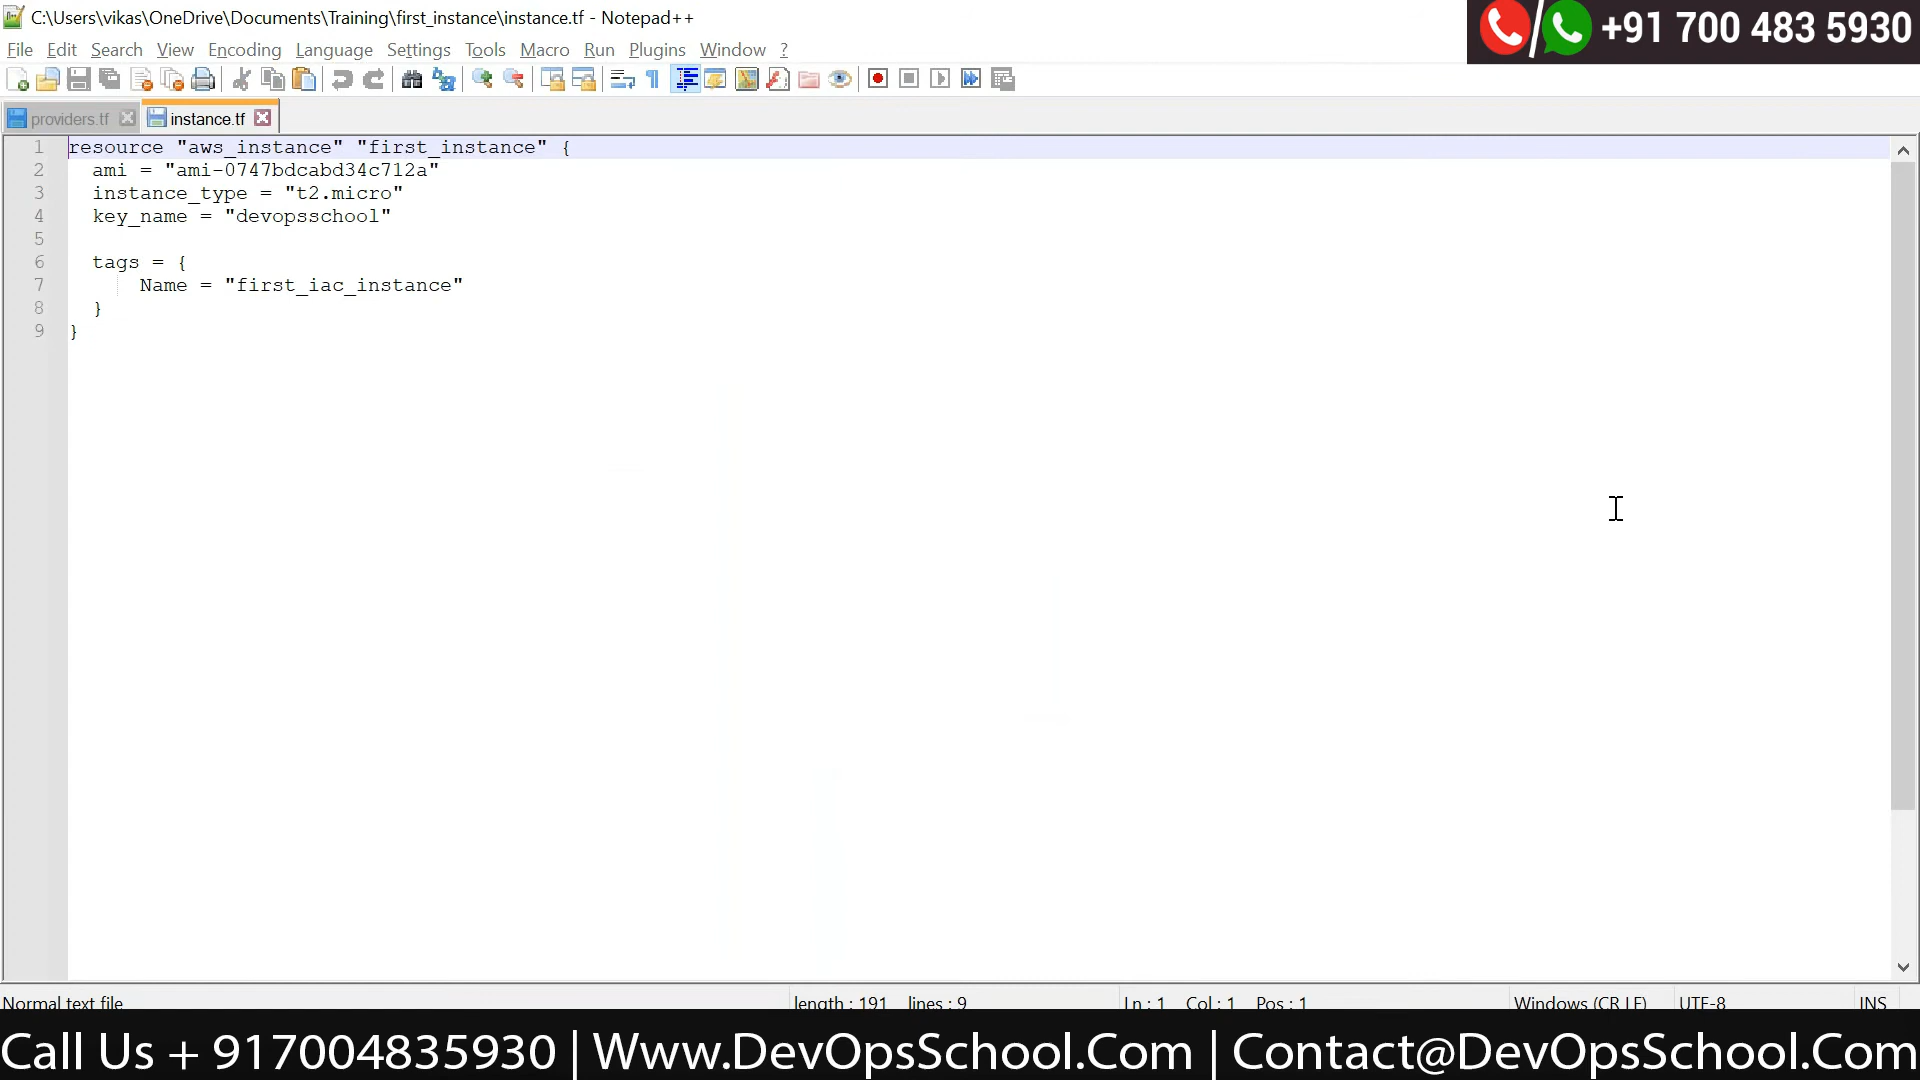 C:\Users\vikas\OneDrive\Documents\Training\first_instance\instance.tf - Notepad++
+91 700 483 5930
File Edit Search View Encoding Language Settings Tools Macro Run Plugins Window ?
providers.tf instance.tf
1 resource "aws_instance" "first_instance" {
2 ami = "ami-0747bdcabd34c712a"
3 instance_type = "t2.micro"
4 key_name = "devopsschool"
5
6 tags = {
7 Name = "first_iac_instance"
8 }
9 }
Normal text file length : 191 lines : 9 Ln : 1 Col : 1 Pos : 1 Windows (CR LF) UTF-8 INS
Call Us + 917004835930 | Www.DevOpsSchool.Com | Contact@DevOpsSchool.Com